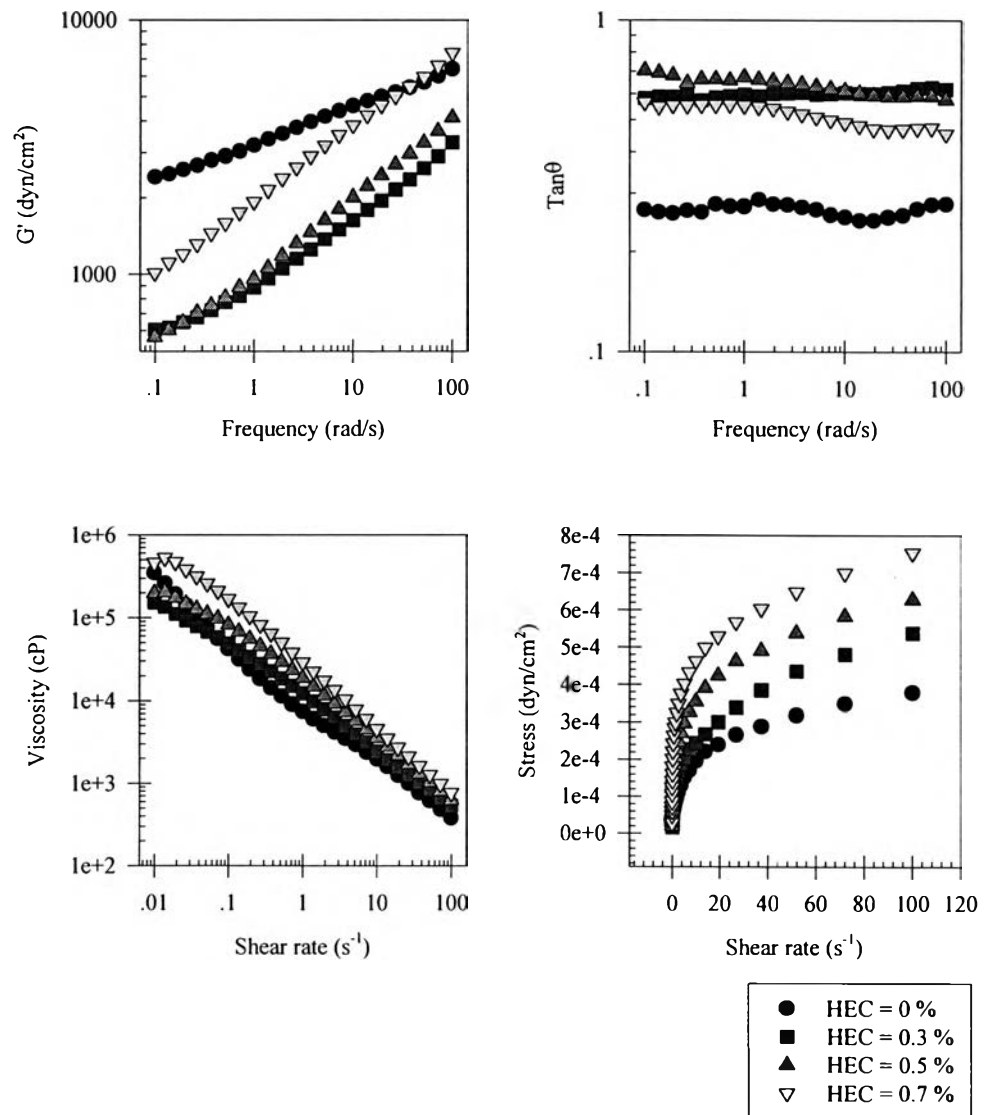 10000
1000
G' (dyn/cm²)
.1 1 10 100
Frequency (rad/s)
1
.1
Tanθ
.1 1 10 100
Frequency (rad/s)
1e+6
1e+5
1e+4
1e+3
1e+2
Viscosity (cP)
.01 .1 1 10 100
Shear rate (s⁻¹)
8e-4
7e-4
6e-4
5e-4
4e-4
3e-4
2e-4
1e-4
0e+0
Stress (dyn/cm²)
0 20 40 60 80 100 120
Shear rate (s⁻¹)
HEC = 0 %
HEC = 0.3 %
HEC = 0.5 %
HEC = 0.7 %